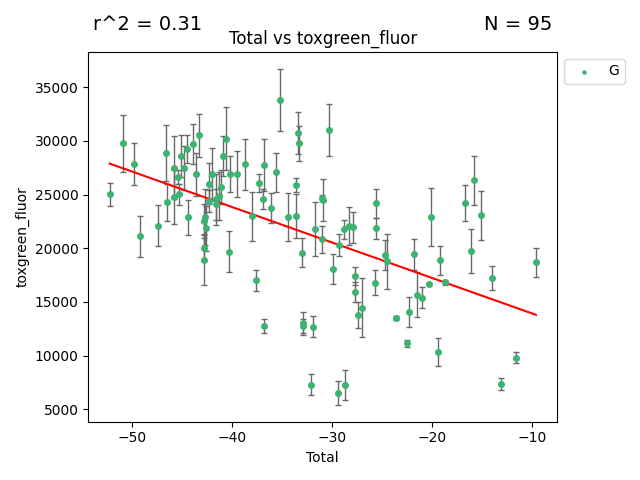 r^2 = 0.31 N = 95
Total vs toxgreen_fluor
G
35000
30000
25000
20000
15000
10000
5000
toxgreen_fluor
−50 −40 −30 −20 −10
Total